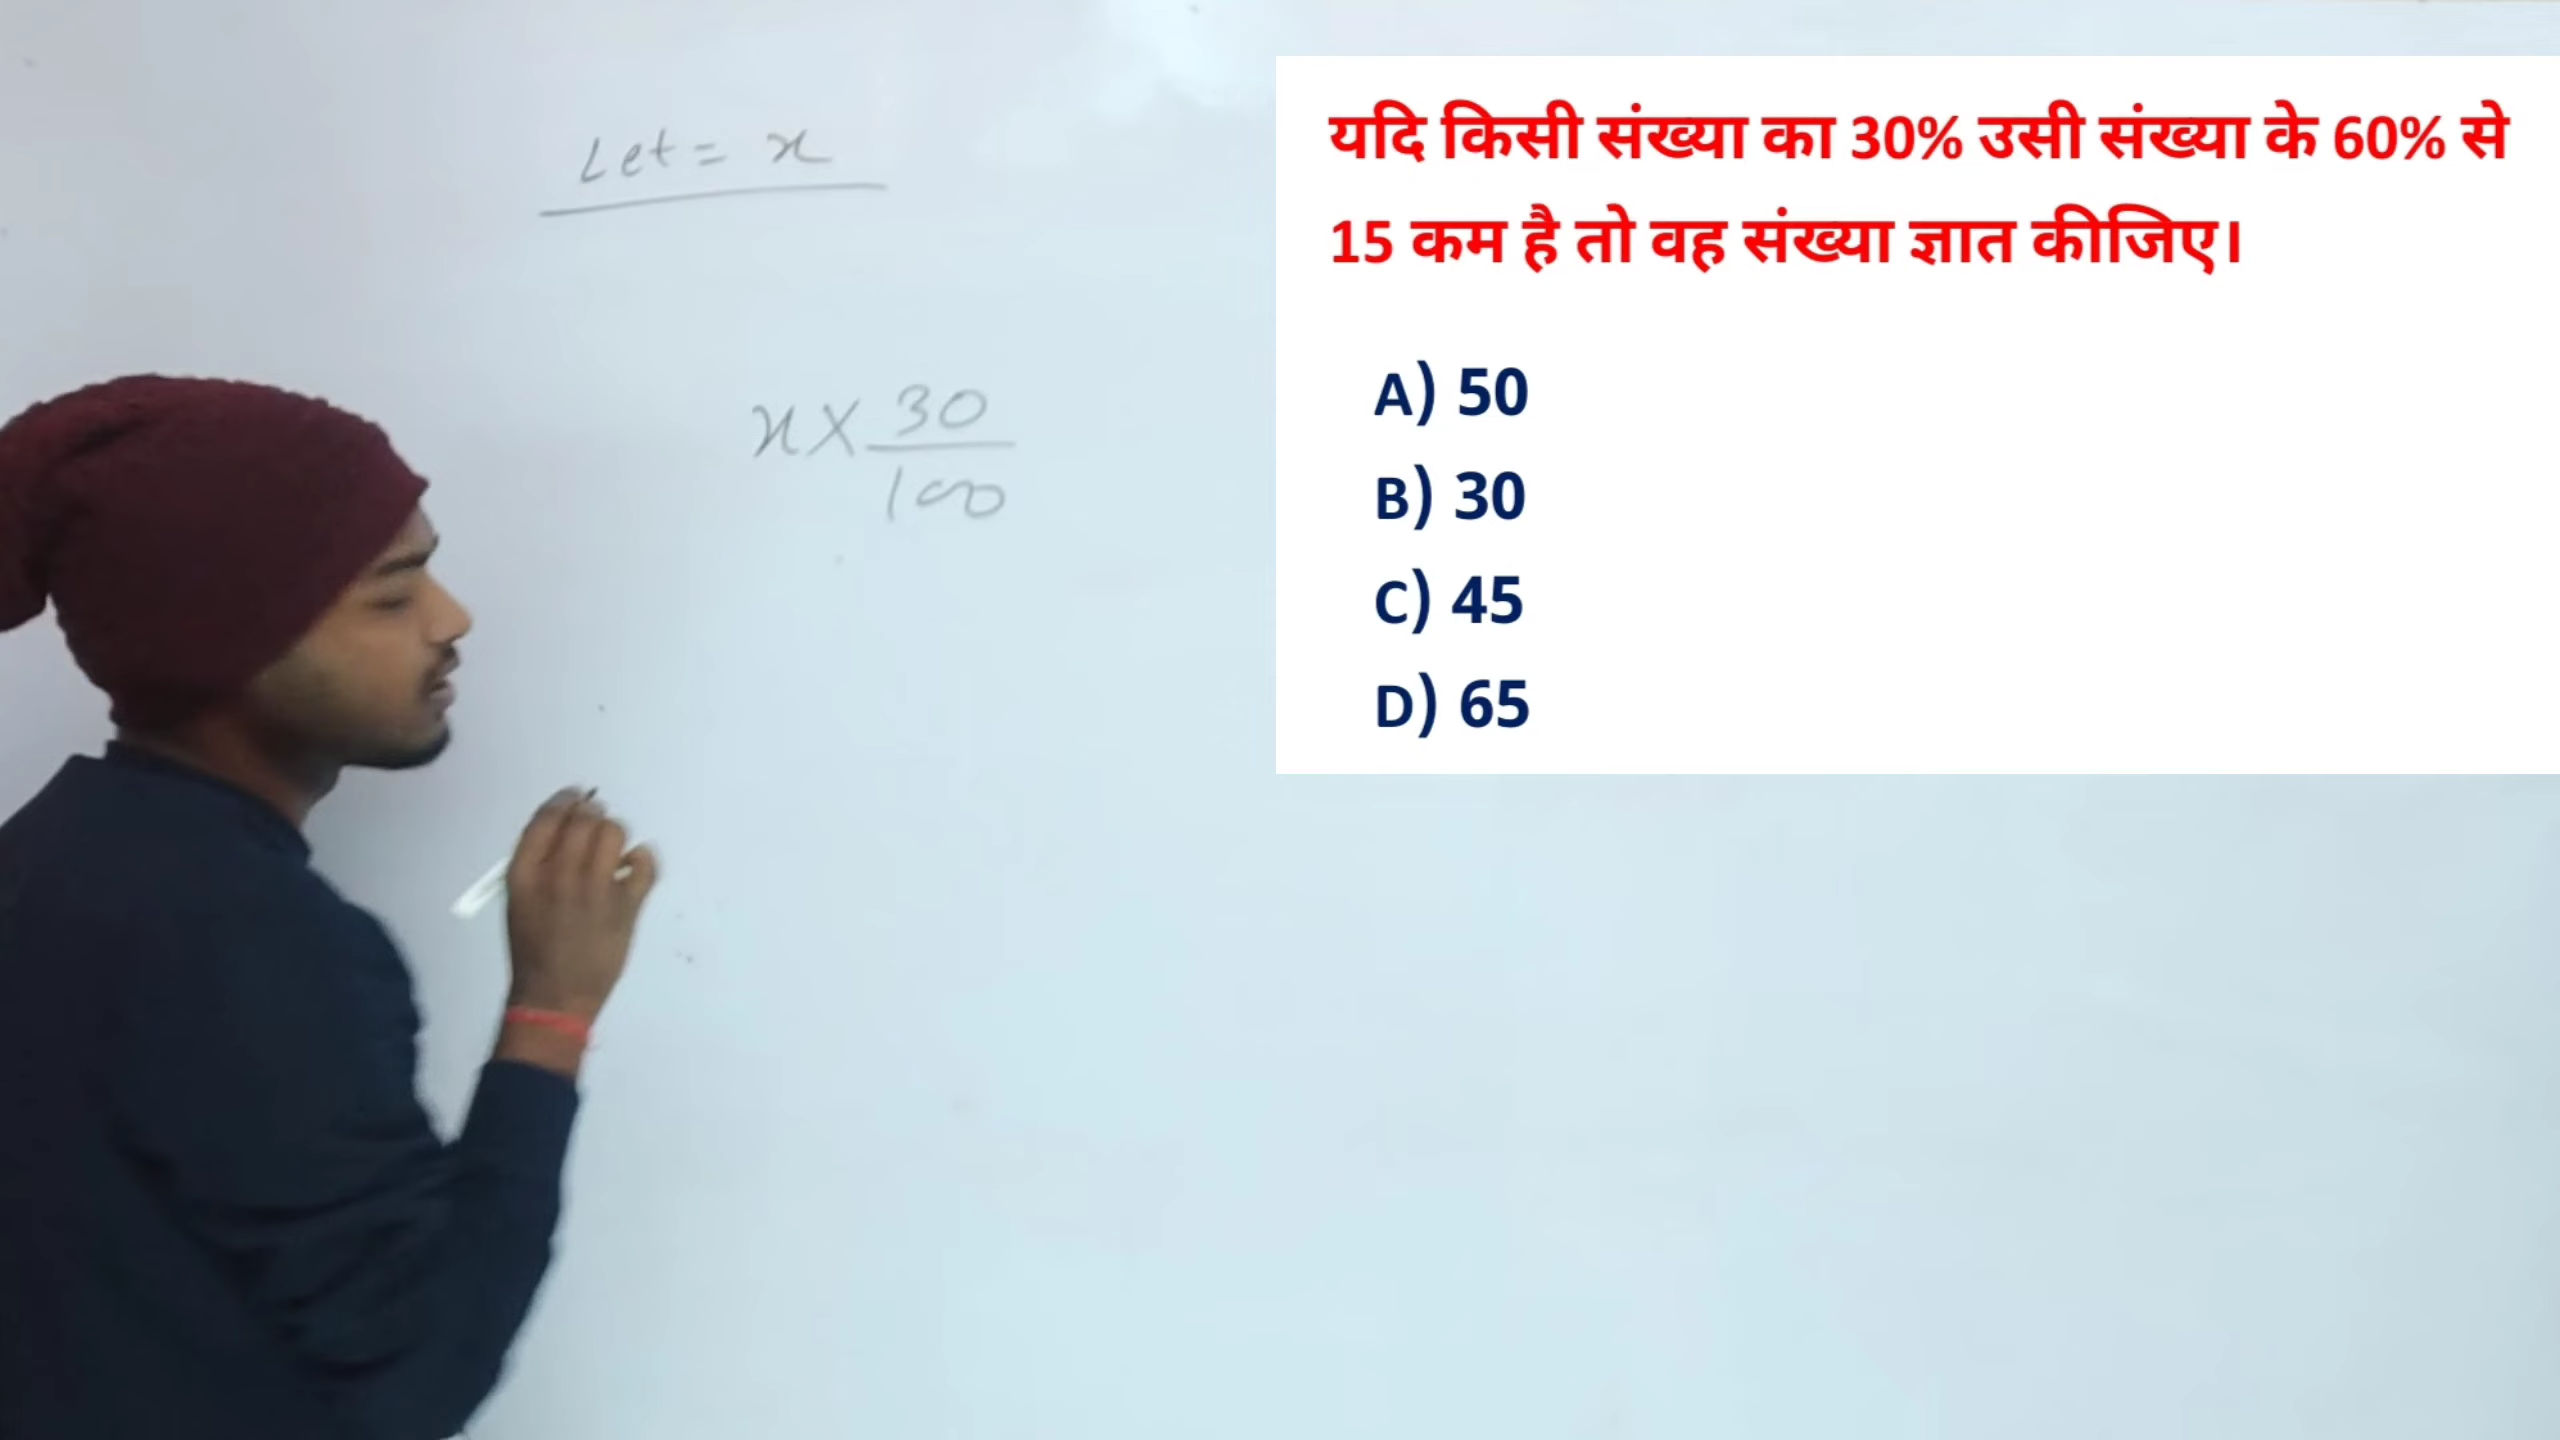 Let = x
x × 30
100
यदि किसी संख्या का 30% उसी संख्या के 60% से
15 कम है तो वह संख्या ज्ञात कीजिए।
A) 50
B) 30
C) 45
D) 65